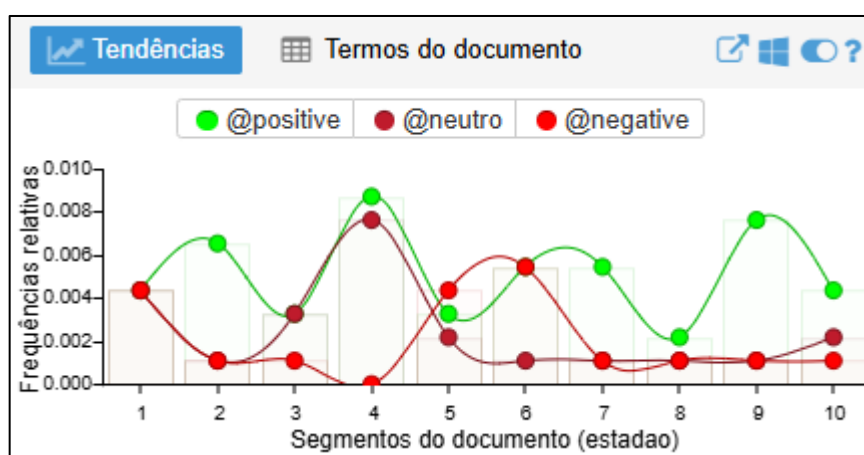 Tendências Termos do documento ?
@positive @neutro @negative
Frequências relativas
0.010
0.008
0.006
0.004
0.002
0.000
1 2 3 4 5 6 7 8 9 10
Segmentos do documento (estadao)